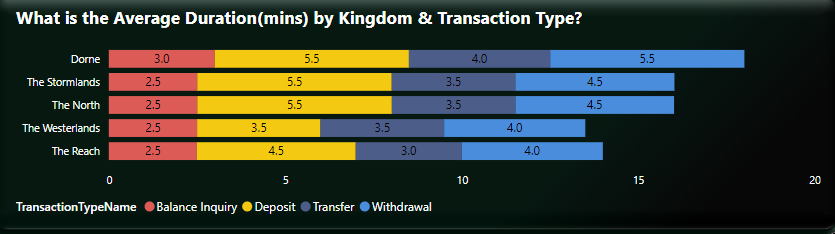 What is the Average Duration(mins) by Kingdom & Transaction Type?
Dorne 3.0 5.5 4.0 5.5
The Stormlands 2.5 5.5 3.5 4.5
The North 2.5 5.5 3.5 4.5
The Westerlands 2.5 3.5 3.5 4.0
The Reach 2.5 4.5 3.0 4.0
0 5 10 15 20
TransactionTypeName Balance Inquiry Deposit Transfer Withdrawal